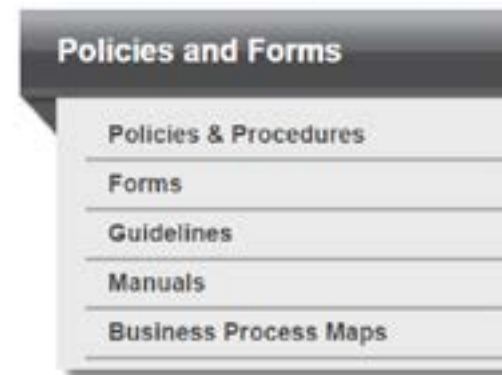 Policies and Forms
Policies & Procedures
Forms
Guidelines
Manuals
Business Process Maps